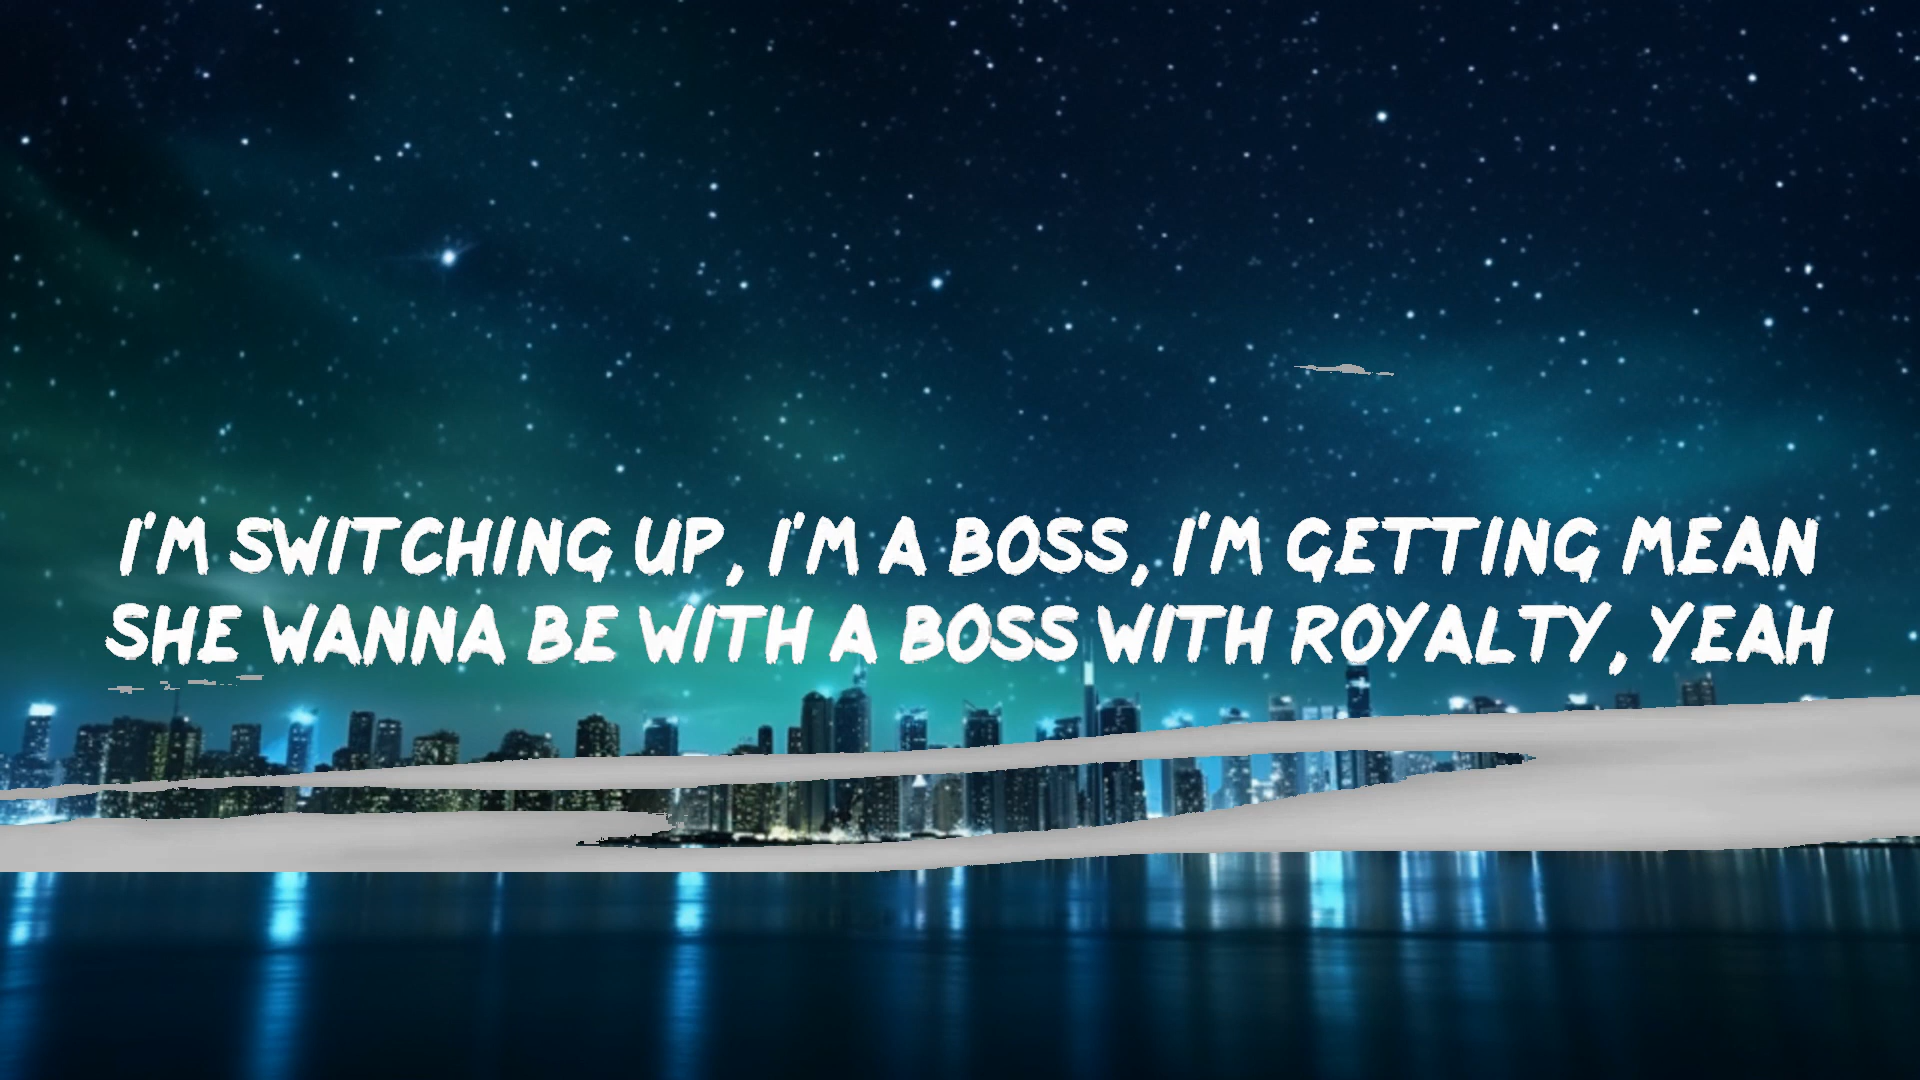 I'M SWITCHING UP, I'M A BOSS, I'M GETTING MEAN
SHE WANNA BE WITH A BOSS WITH ROYALTY, YEAH